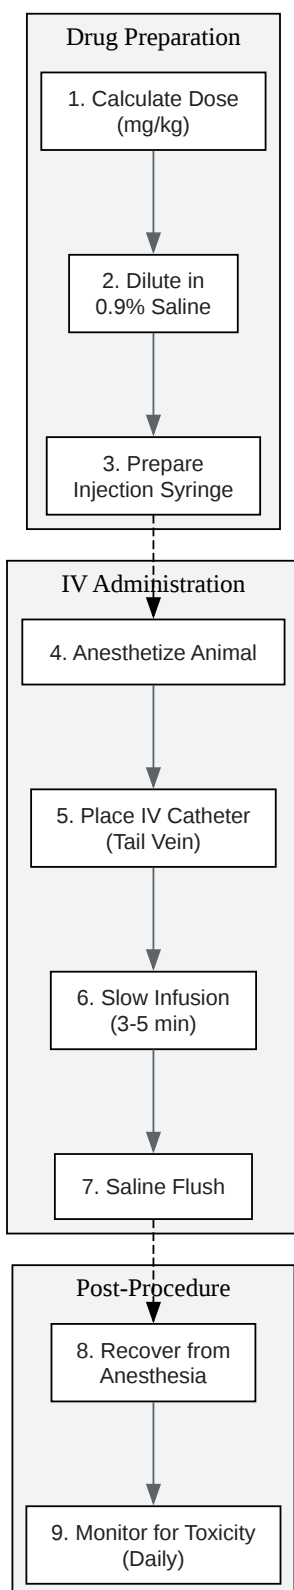 Drug Preparation
1. Calculate Dose
(mg/kg)
2. Dilute in
0.9% Saline
3. Prepare
Injection Syringe
IV Administration
4. Anesthetize Animal
5. Place IV Catheter
(Tail Vein)
6. Slow Infusion
(3-5 min)
7. Saline Flush
Post-Procedure
8. Recover from
Anesthesia
9. Monitor for Toxicity
(Daily)